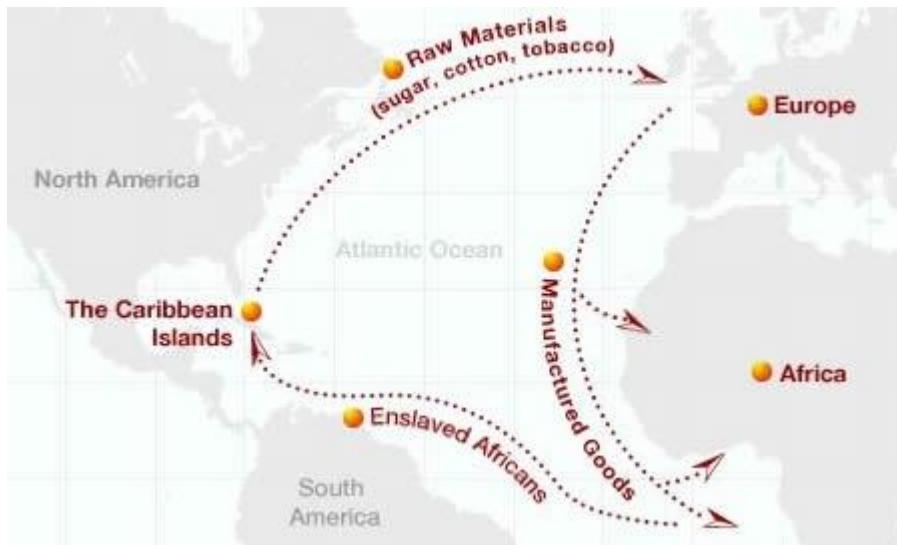 Raw Materials
(sugar, cotton, tobacco)
Europe
North America
Atlantic Ocean
The Caribbean
Islands
Manufactured Goods
Africa
Enslaved Africans
South
America